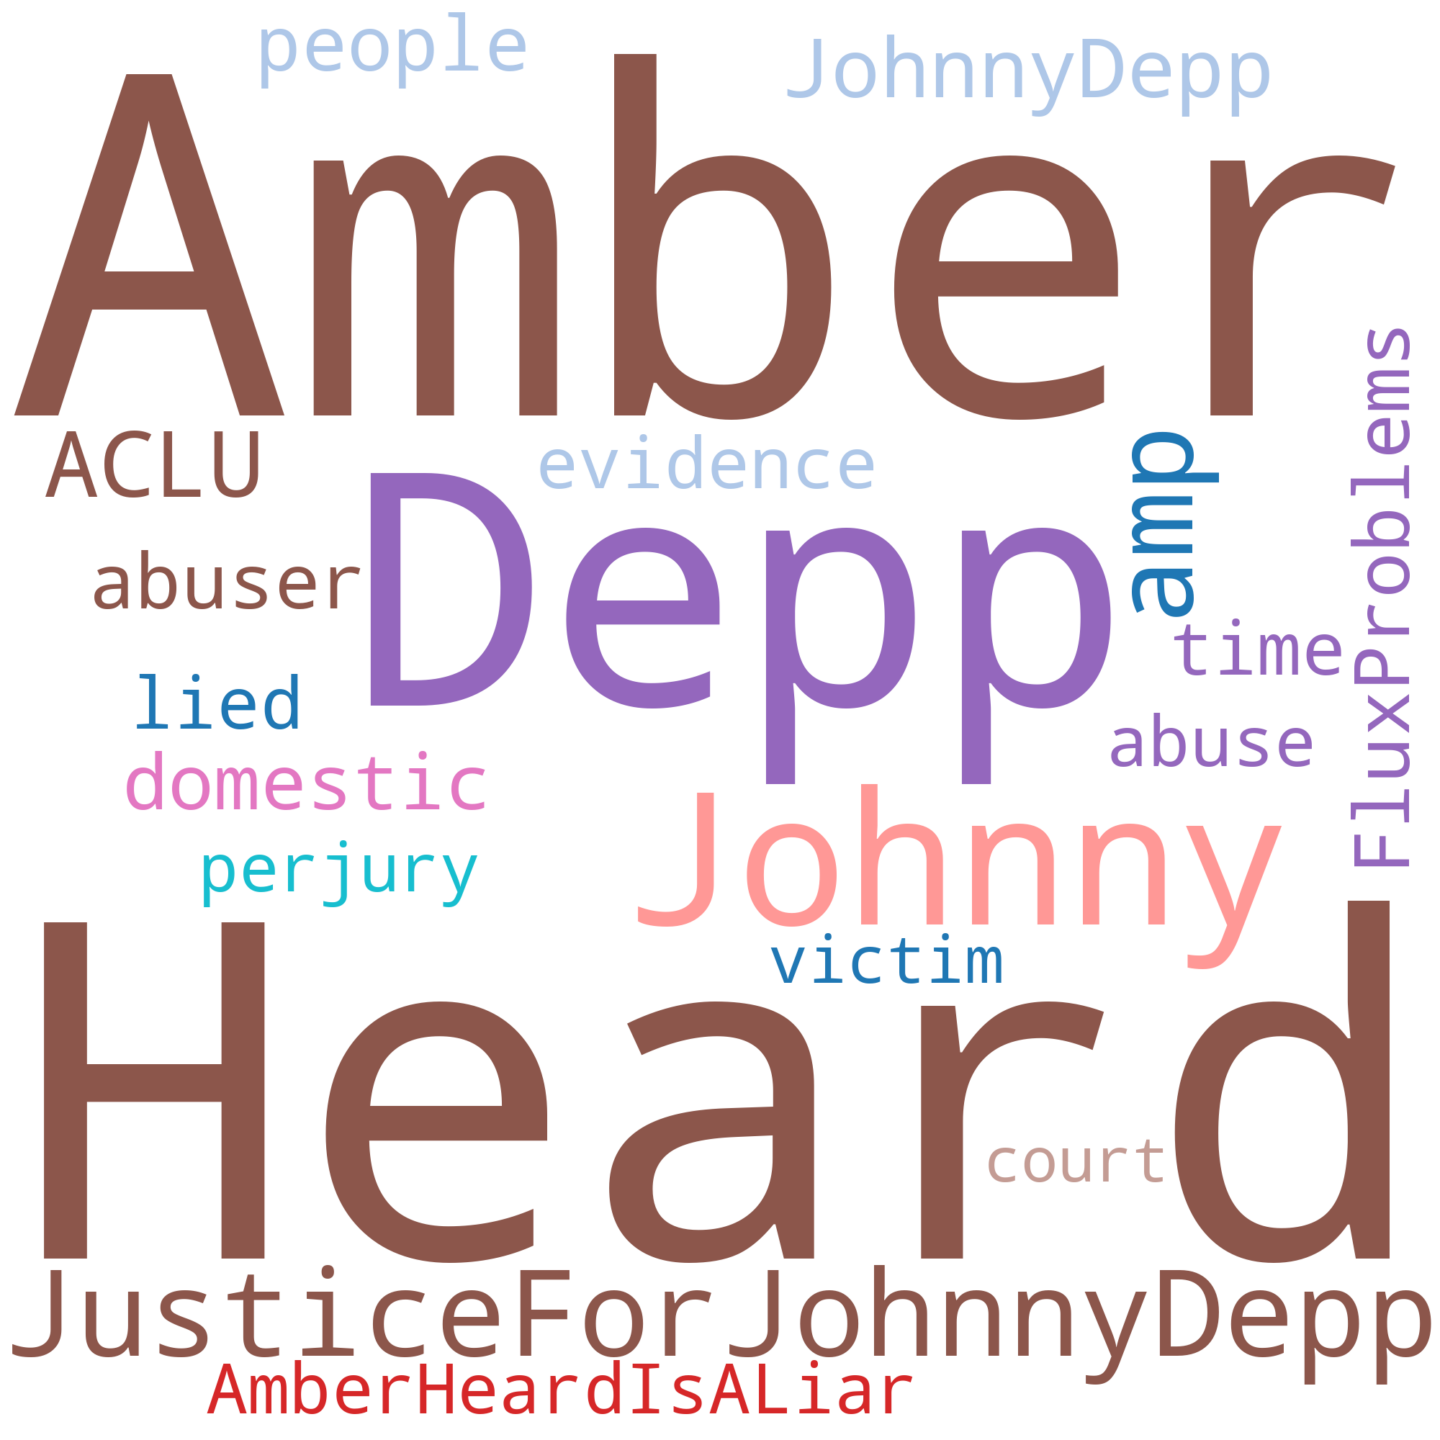 people
JohnnyDepp
Amber
ACLU
evidence
amp
FluxProblems
Depp
abuser
time
lied
abuse
domestic
Johnny
perjury
victim
Heard
court
JusticeForJohnnyDepp
AmberHeardIsALiar